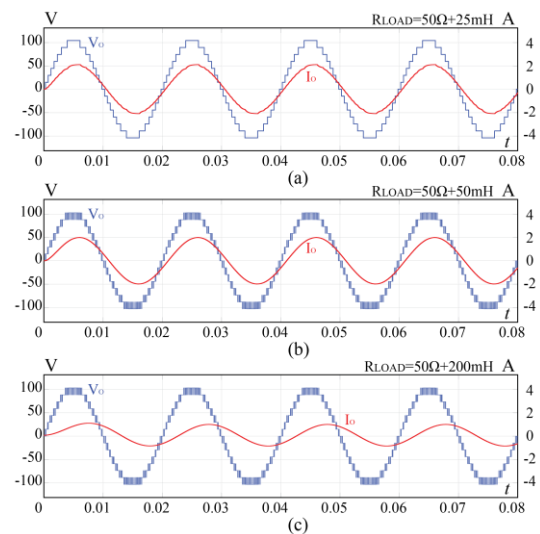 V RLOAD=50Ω+25mH A
100 Vo 4
50 2
0 Io 0
-50 -2
-100 t -4
0 0.01 0.02 0.03 0.04 0.05 0.06 0.07 0.08
(a)
V RLOAD=50Ω+50mH A
100 Vo 4
50 2
0 Io 0
-50 -2
-100 t -4
0 0.01 0.02 0.03 0.04 0.05 0.06 0.07 0.08
(b)
V RLOAD=50Ω+200mH A
100 Vo 4
50 Io 2
0 0
-50 -2
-100 t -4
0 0.01 0.02 0.03 0.04 0.05 0.06 0.07 0.08
(c)